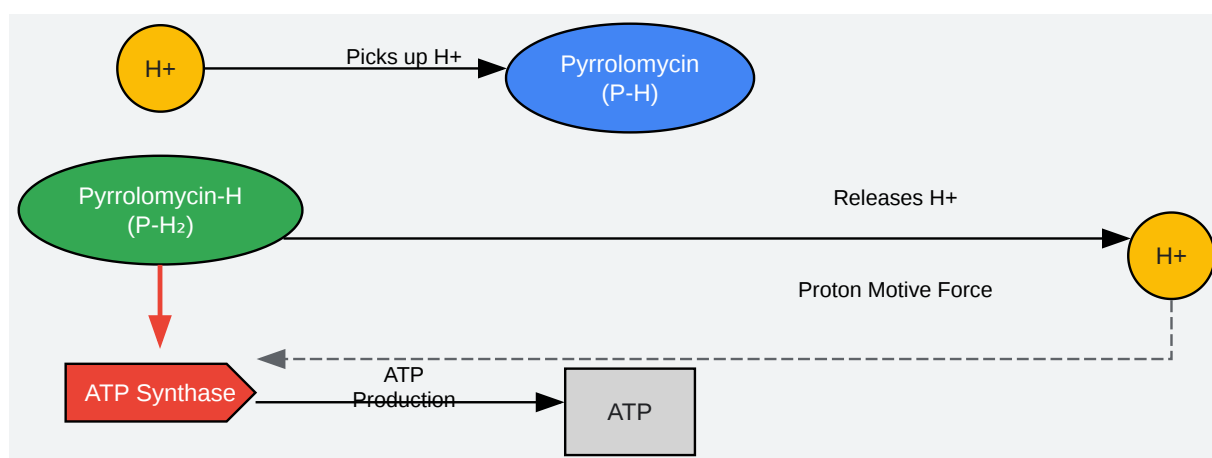 H+
Picks up H+
Pyrrolomycin
(P-H)
Pyrrolomycin-H
(P-H₂)
Releases H+
H+
Proton Motive Force
ATP Synthase
ATP
Production
ATP